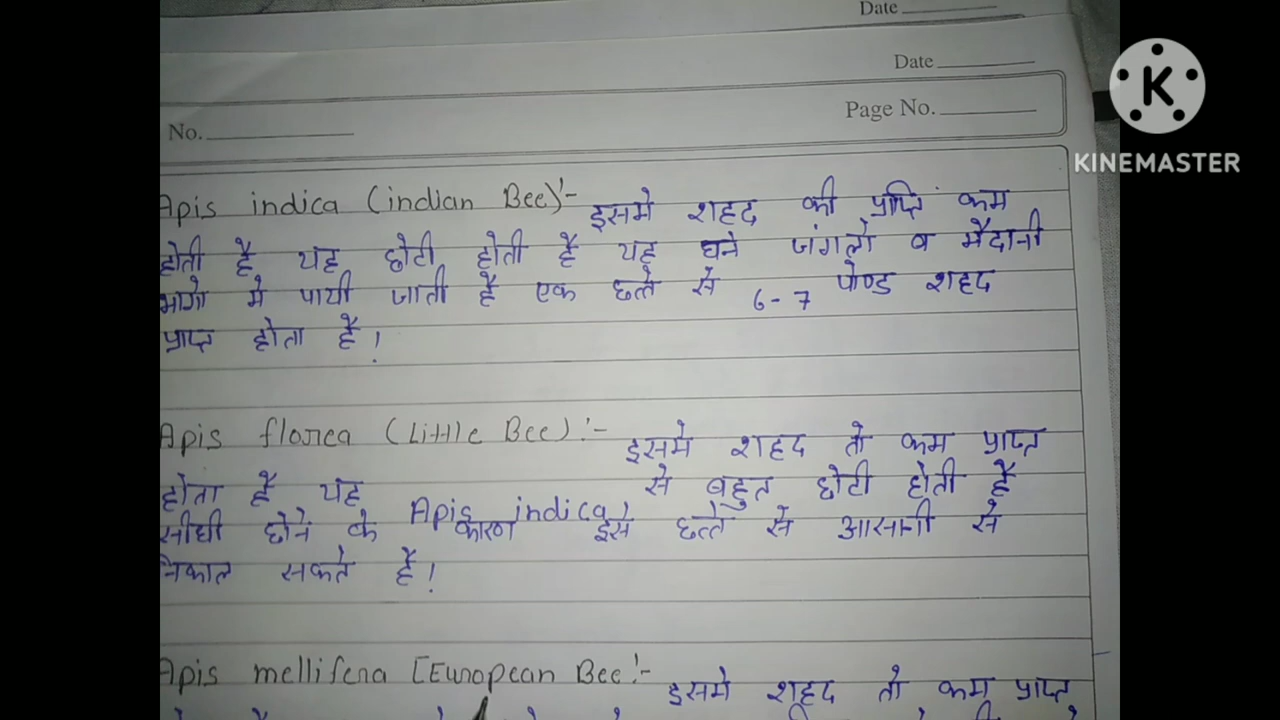 Date
Date
Page No.
No.
KINEMASTER
Apis indica (indian Bee):- इसमे शहद की प्राप्ति कम
होती है यह छोटी होती है यह घने जंगलो व मैदानी
भागो मे पायी जाती है एक छत्ते से 6-7 पोण्ड शहद
प्राप्त होता है!
Apis florea (Little Bee):- इसमे शहद तो कम प्राप्त
होता है यह Apis indica से बहुत छोटी होती है
सीधी होने के कारण इसे छत्ते से आसानी से
निकाल सकते है!
Apis mellifera [European Bee:- इसमे शहद तो कम प्राप्त